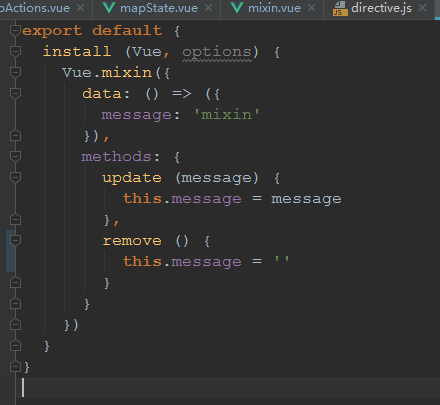 pActions.vue mapState.vue mixin.vue directive.js
export default {
  install (Vue, options) {
    Vue.mixin({
      data: () => ({
        message: 'mixin'
      }),
      methods: {
        update (message) {
          this.message = message
        },
        remove () {
          this.message = ''
        }
      }
    })
  }
}